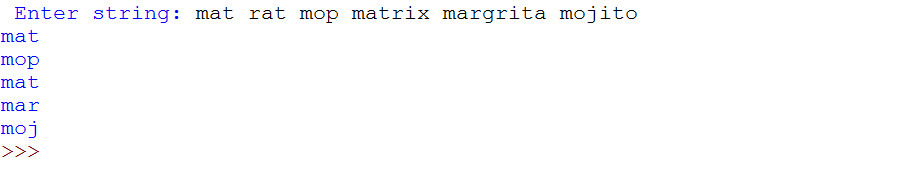 Enter string: mat rat mop matrix margrita mojito
mat
mop
mat
mar
moj
>>>